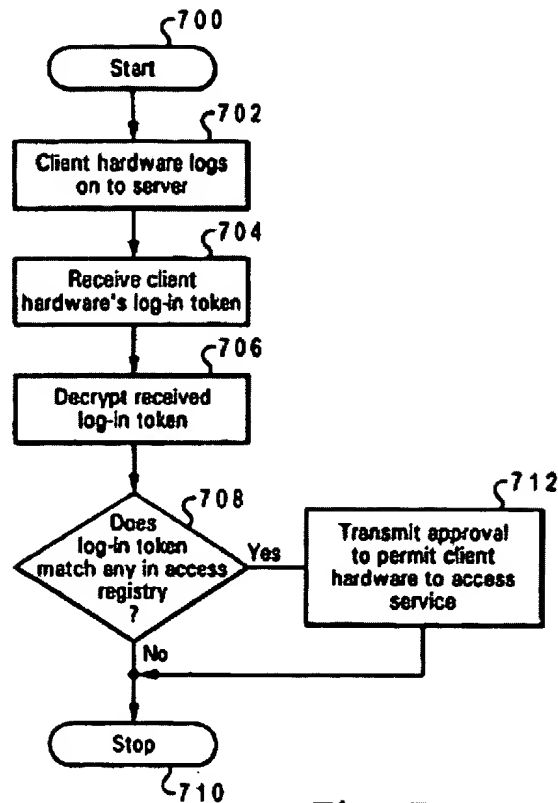 700
Start
702
Client hardware logs
on to server
704
Receive client
hardware's log-in token
706
Decrypt received
log-in token
708
Does
log-in token
match any in access
registry
?
Yes
712
Transmit approval
to permit client
hardware to access
service
No
Stop
710